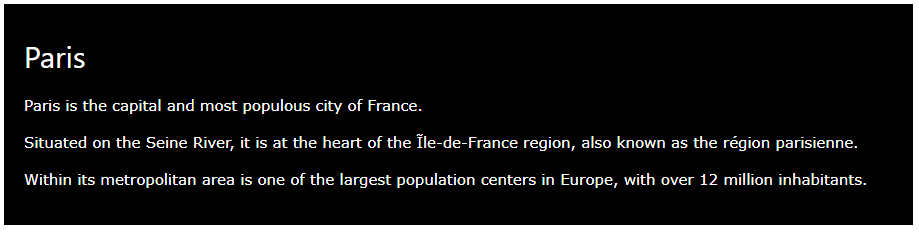 Paris
Paris is the capital and most populous city of France.
Situated on the Seine River, it is at the heart of the Ĩle-de-France region, also known as the région parisienne.
Within its metropolitan area is one of the largest population centers in Europe, with over 12 million inhabitants.